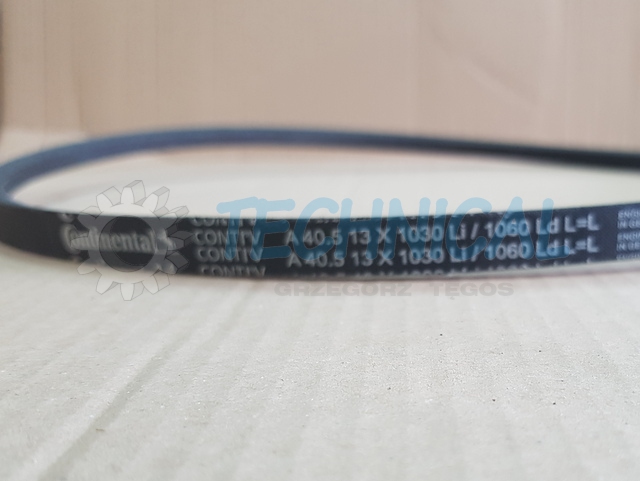 Continental
CONTI V A 40.5 13 X 1030 Li / 1060 Ld L=L
CONTI V A 40.5 13 X 1030 Li / 1060 Ld L=L
CONTI V
TECHNICAL
GRZEGORZ TĘGOS